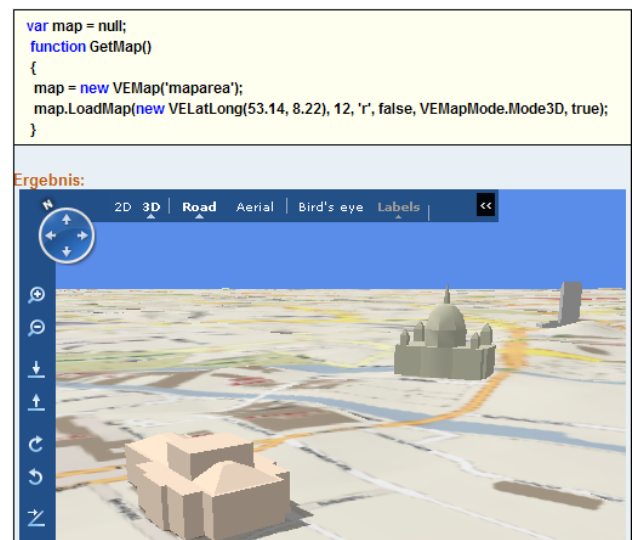 var map = null;
function GetMap()
{
map = new VEMap('maparea');
map.LoadMap(new VELatLong(53.14, 8.22), 12, 'r', false, VEMapMode.Mode3D, true);
}
Ergebnis:
N 2D 3D | Road Aerial | Bird's eye Labels | <<